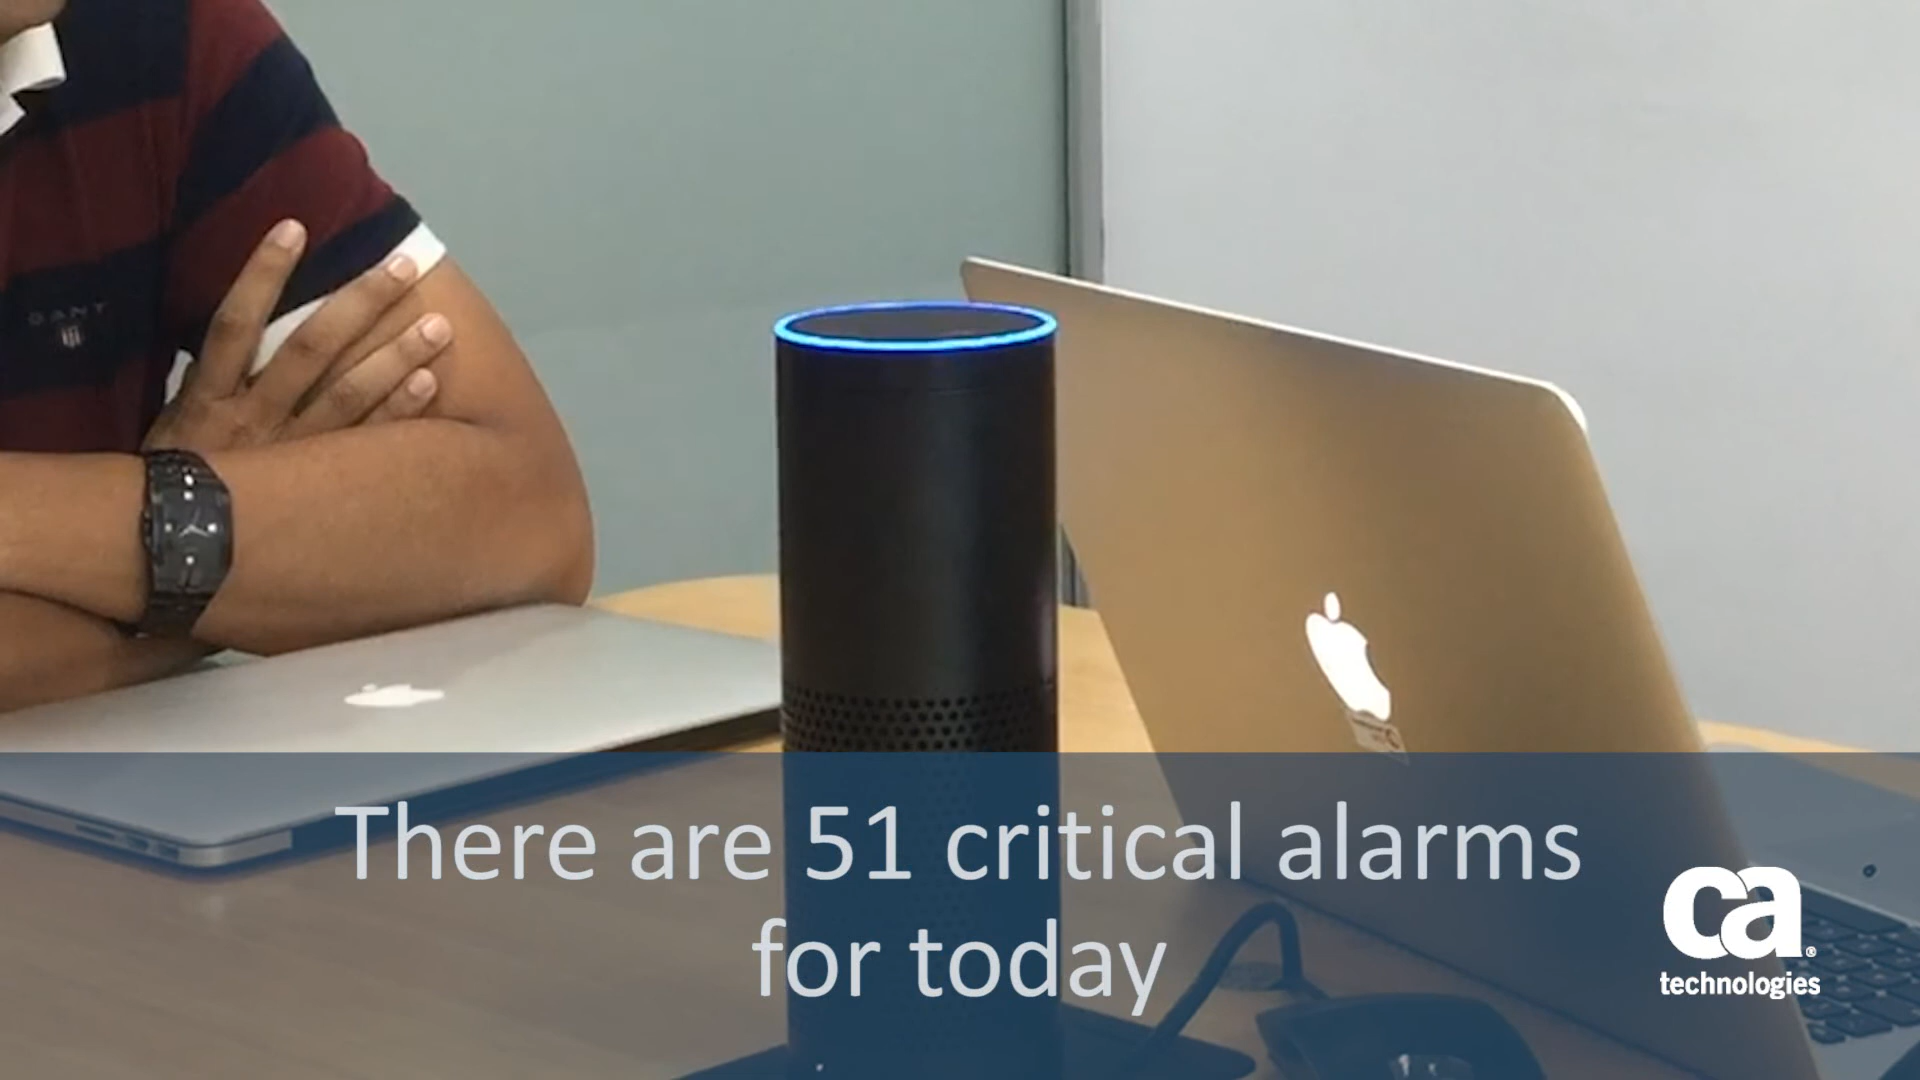 GANT
There are 51 critical alarms
for today
ca
technologies